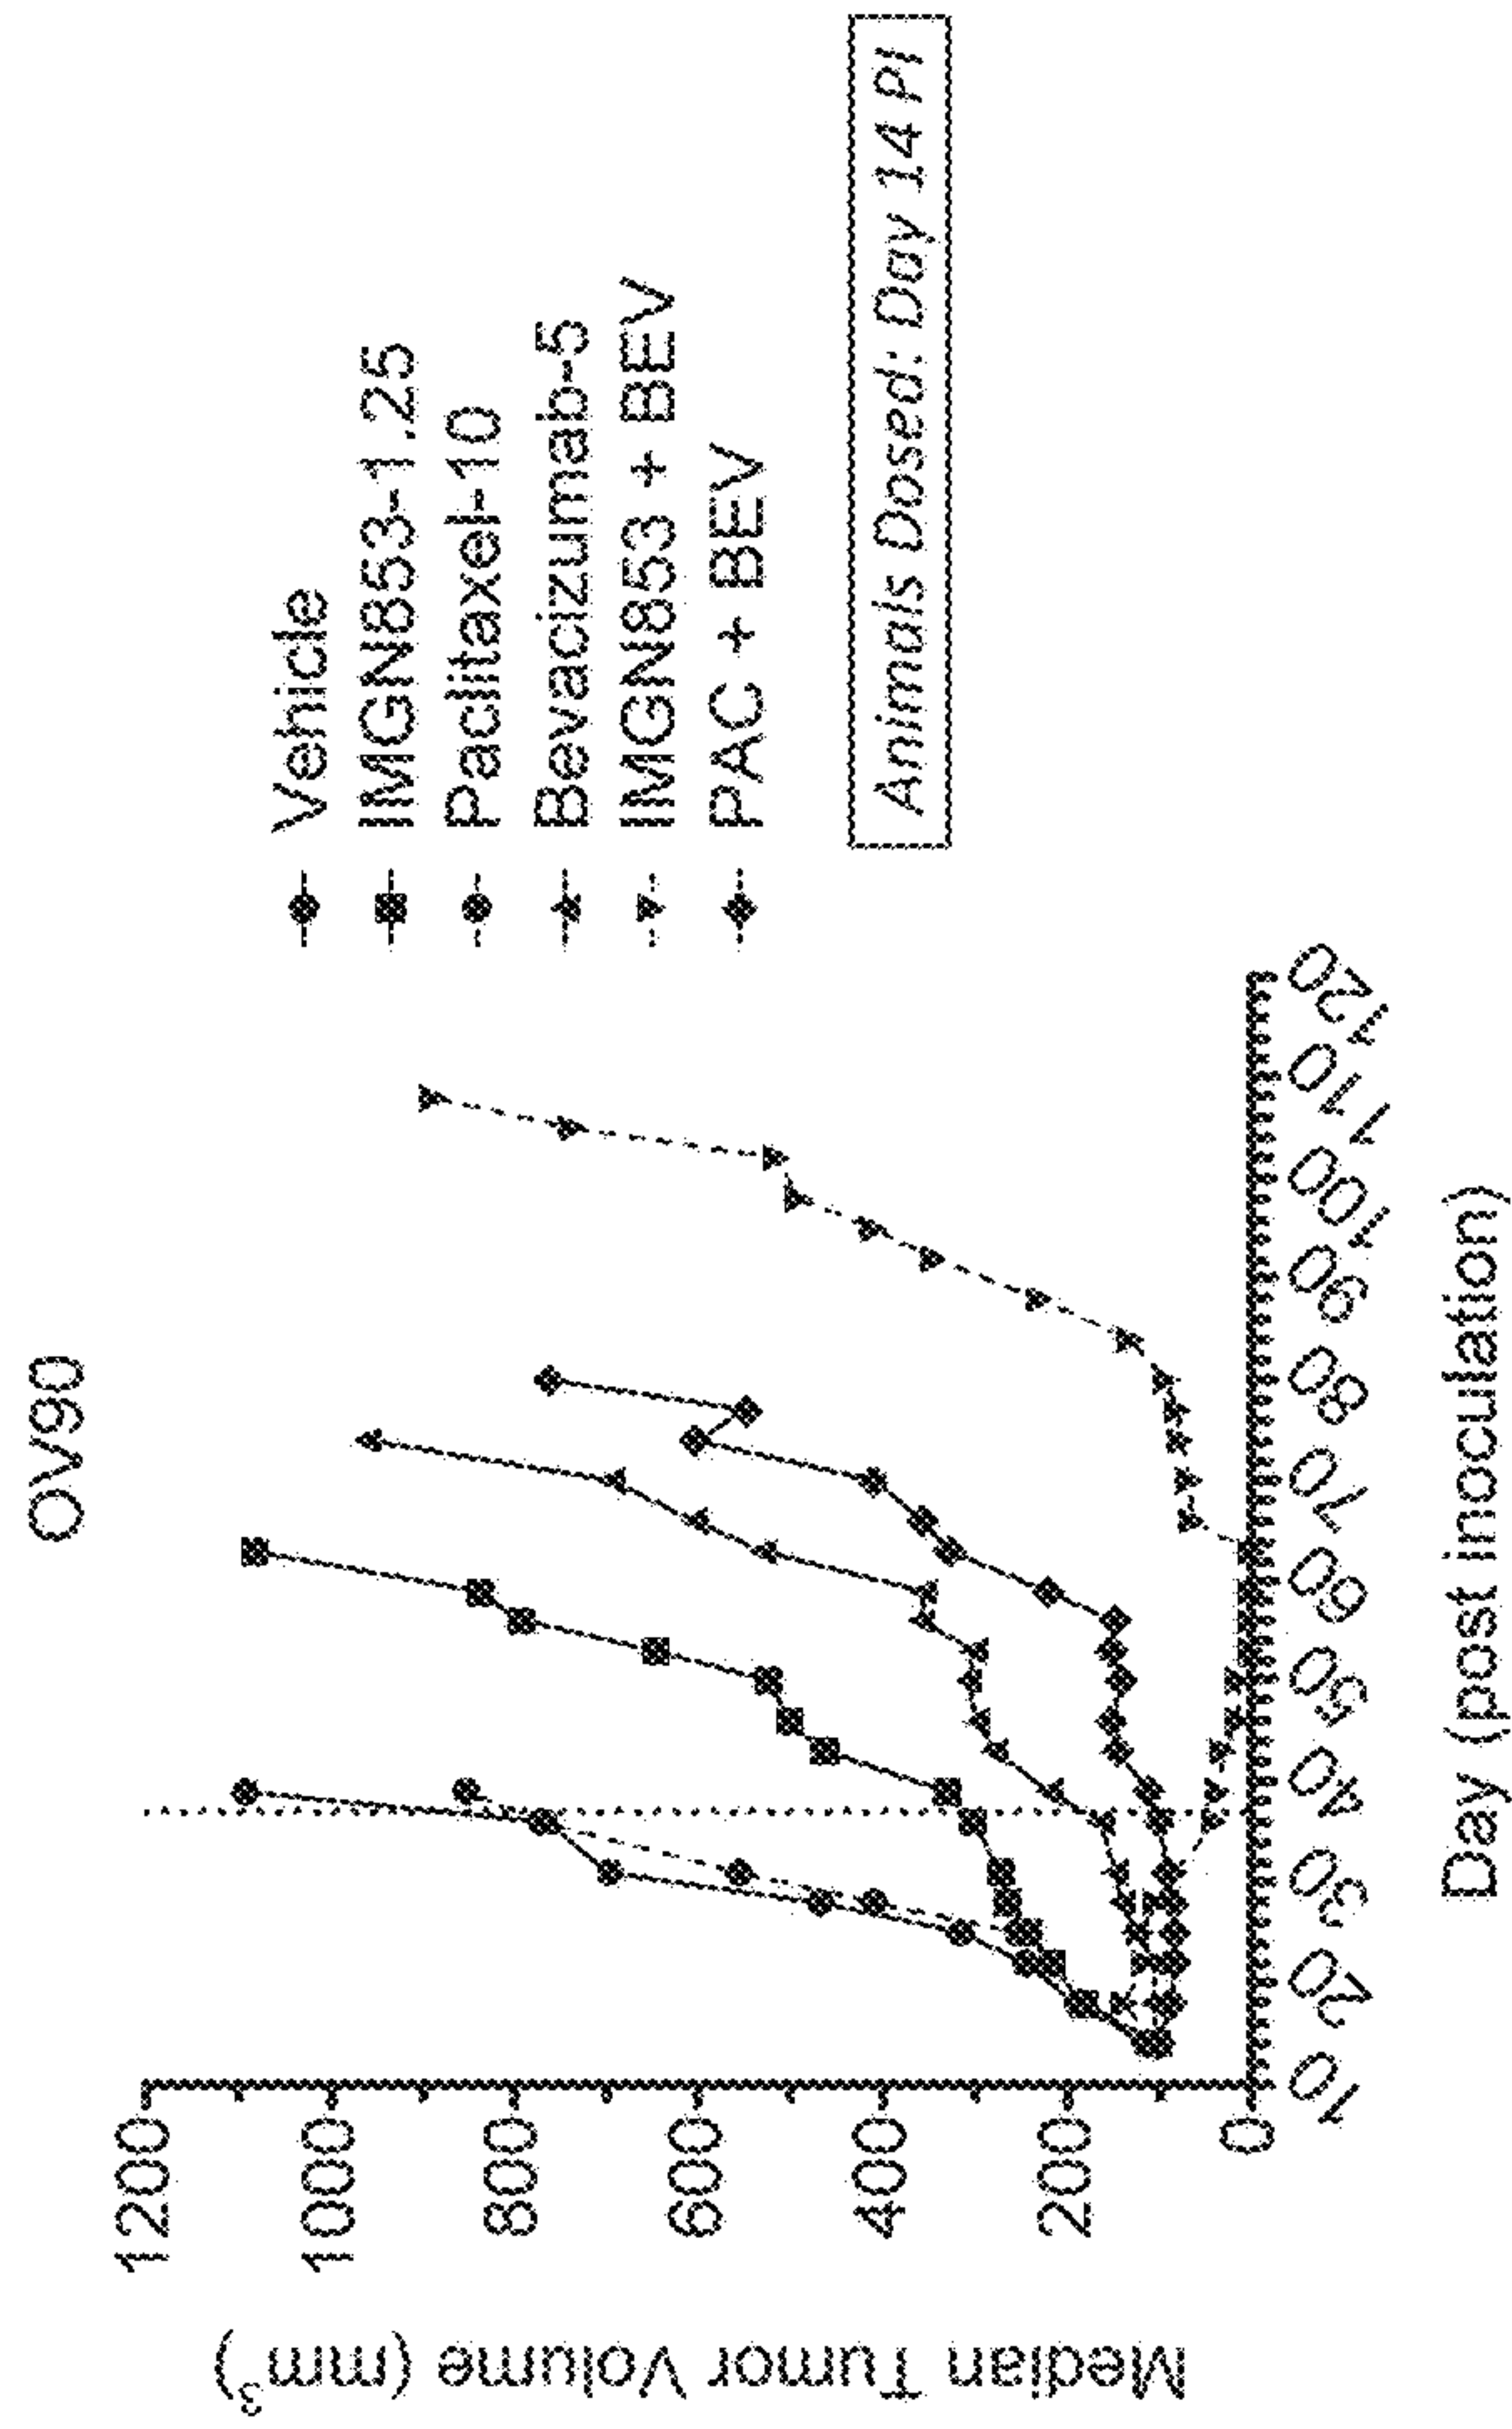 OV90
1200
1000
800
600
400
200
0
Median Tumor Volume (mm3)
10 20 30 40 50 60 70 80 90 100 110 120
Day (post inoculation)
Vehicle
IMGN853-1.25
Paclitaxel-10
Bevacizumab-5
IMGN853 + BEV
PAC + BEV
Animals Dosed: Day 14 PI